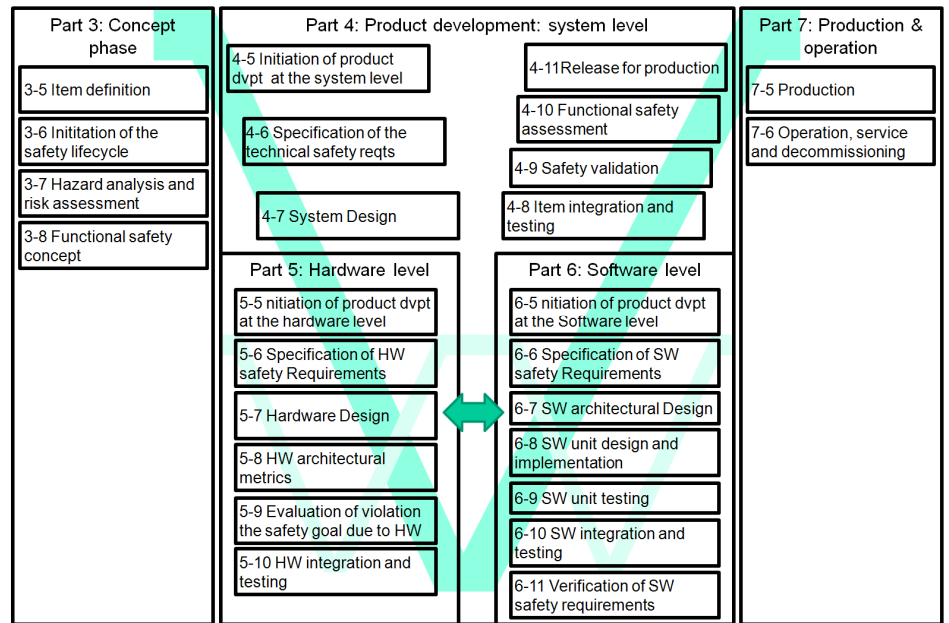 Part 3: Concept
phase
3-5 Item definition
3-6 Inititation of the
safety lifecycle
3-7 Hazard analysis and
risk assessment
3-8 Functional safety
concept
Part 4: Product development: system level
4-5 Initiation of product
dvpt at the system level
4-6 Specification of the
technical safety reqts
4-7 System Design
4-11Release for production
4-10 Functional safety
assessment
4-9 Safety validation
4-8 Item integration and
testing
Part 5: Hardware level
5-5 nitiation of product dvpt
at the hardware level
5-6 Specification of HW
safety Requirements
5-7 Hardware Design
5-8 HW architectural
metrics
5-9 Evaluation of violation
the safety goal due to HW
5-10 HW integration and
testing
Part 6: Software level
6-5 nitiation of product dvpt
at the Software level
6-6 Specification of SW
safety Requirements
6-7 SW architectural Design
6-8 SW unit design and
implementation
6-9 SW unit testing
6-10 SW integration and
testing
6-11 Verification of SW
safety requirements
Part 7: Production &
operation
7-5 Production
7-6 Operation, service
and decommissioning